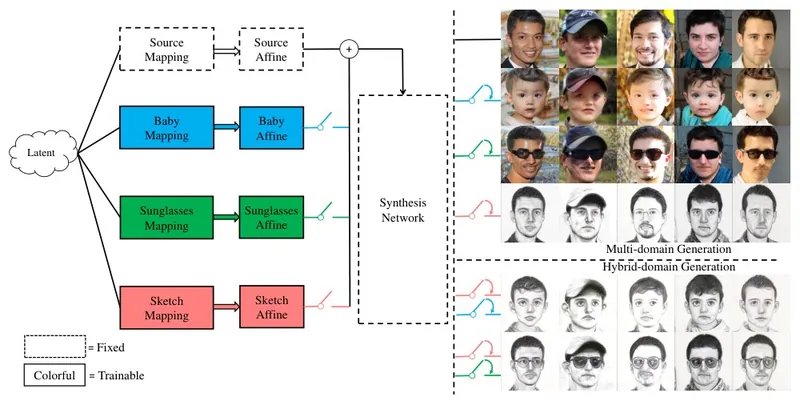 Source
Mapping
Source
Affine
+
Baby
Mapping
Baby
Affine
Latent
Sunglasses
Mapping
Sunglasses
Affine
Synthesis
Network
Sketch
Mapping
Sketch
Affine
Multi-domain Generation
Hybrid-domain Generation
= Fixed
Colorful = Trainable